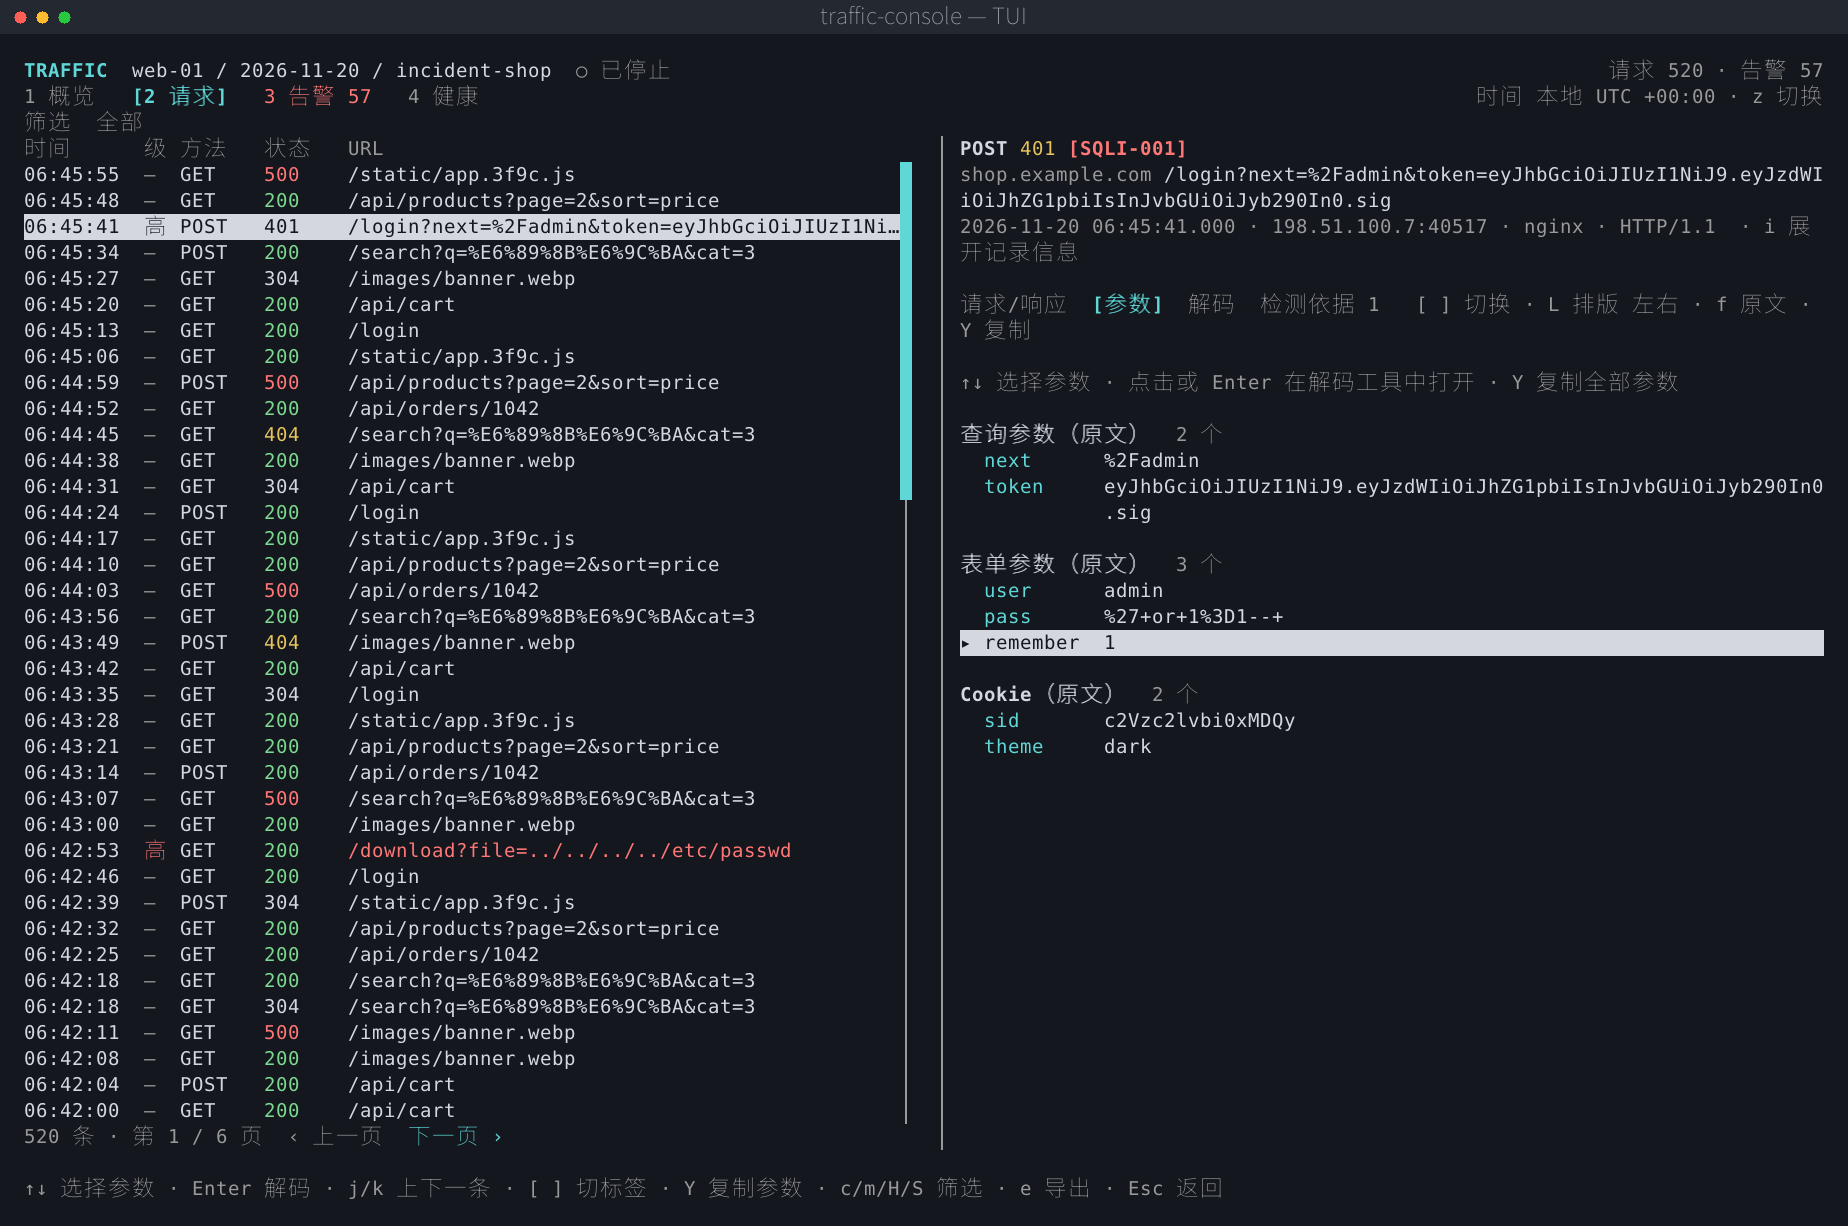 traffic-console — TUI
TRAFFIC web-01 / 2026-11-20 / incident-shop ○ 已停止 请求 520 · 告警 57
1 概览 [2 请求] 3 告警 57 4 健康 时间 本地 UTC +00:00 · z 切换
筛选 全部
时间 级 方法 状态 URL
06:45:55 — GET 500 /static/app.3f9c.js
06:45:48 — GET 200 /api/products?page=2&sort=price
06:45:41 高 POST 401 /login?next=%2Fadmin&token=eyJhbGciOiJIUzI1Ni…
06:45:34 — POST 200 /search?q=%E6%89%8B%E6%9C%BA&cat=3
06:45:27 — GET 304 /images/banner.webp
06:45:20 — GET 200 /api/cart
06:45:13 — GET 200 /login
06:45:06 — GET 200 /static/app.3f9c.js
06:44:59 — POST 500 /api/products?page=2&sort=price
06:44:52 — GET 200 /api/orders/1042
06:44:45 — GET 404 /search?q=%E6%89%8B%E6%9C%BA&cat=3
06:44:38 — GET 200 /images/banner.webp
06:44:31 — GET 304 /api/cart
06:44:24 — POST 200 /login
06:44:17 — GET 200 /static/app.3f9c.js
06:44:10 — GET 200 /api/products?page=2&sort=price
06:44:03 — GET 500 /api/orders/1042
06:43:56 — GET 200 /search?q=%E6%89%8B%E6%9C%BA&cat=3
06:43:49 — POST 404 /images/banner.webp
06:43:42 — GET 200 /api/cart
06:43:35 — GET 304 /login
06:43:28 — GET 200 /static/app.3f9c.js
06:43:21 — GET 200 /api/products?page=2&sort=price
06:43:14 — POST 200 /api/orders/1042
06:43:07 — GET 500 /search?q=%E6%89%8B%E6%9C%BA&cat=3
06:43:00 — GET 200 /images/banner.webp
06:42:53 高 GET 200 /download?file=../../../../etc/passwd
06:42:46 — GET 200 /login
06:42:39 — POST 304 /static/app.3f9c.js
06:42:32 — GET 200 /api/products?page=2&sort=price
06:42:25 — GET 200 /api/orders/1042
06:42:18 — GET 200 /search?q=%E6%89%8B%E6%9C%BA&cat=3
06:42:18 — GET 304 /search?q=%E6%89%8B%E6%9C%BA&cat=3
06:42:11 — GET 500 /images/banner.webp
06:42:08 — GET 200 /images/banner.webp
06:42:04 — POST 200 /api/cart
06:42:00 — GET 200 /api/cart
520 条 · 第 1 / 6 页 ‹ 上一页 下一页 ›
POST 401 [SQLI-001]
shop.example.com /login?next=%2Fadmin&token=eyJhbGciOiJIUzI1NiJ9.eyJzdWI
iOiJhZG1pbiIsInJvbGUiOiJyb290In0.sig
2026-11-20 06:45:41.000 · 198.51.100.7:40517 · nginx · HTTP/1.1 · i 展
开记录信息
请求/响应 [参数] 解码 检测依据 1 [ ] 切换 · L 排版 左右 · f 原文 ·
Y 复制
↑↓ 选择参数 · 点击或 Enter 在解码工具中打开 · Y 复制全部参数
查询参数（原文） 2 个
next %2Fadmin
token eyJhbGciOiJIUzI1NiJ9.eyJzdWIiOiJhZG1pbiIsInJvbGUiOiJyb290In0
.sig
表单参数（原文） 3 个
user admin
pass %27+or+1%3D1--+
▸ remember 1
Cookie（原文） 2 个
sid c2Vzc2lvbi0xMDQy
theme dark
↑↓ 选择参数 · Enter 解码 · j/k 上下一条 · [ ] 切标签 · Y 复制参数 · c/m/H/S 筛选 · e 导出 · Esc 返回